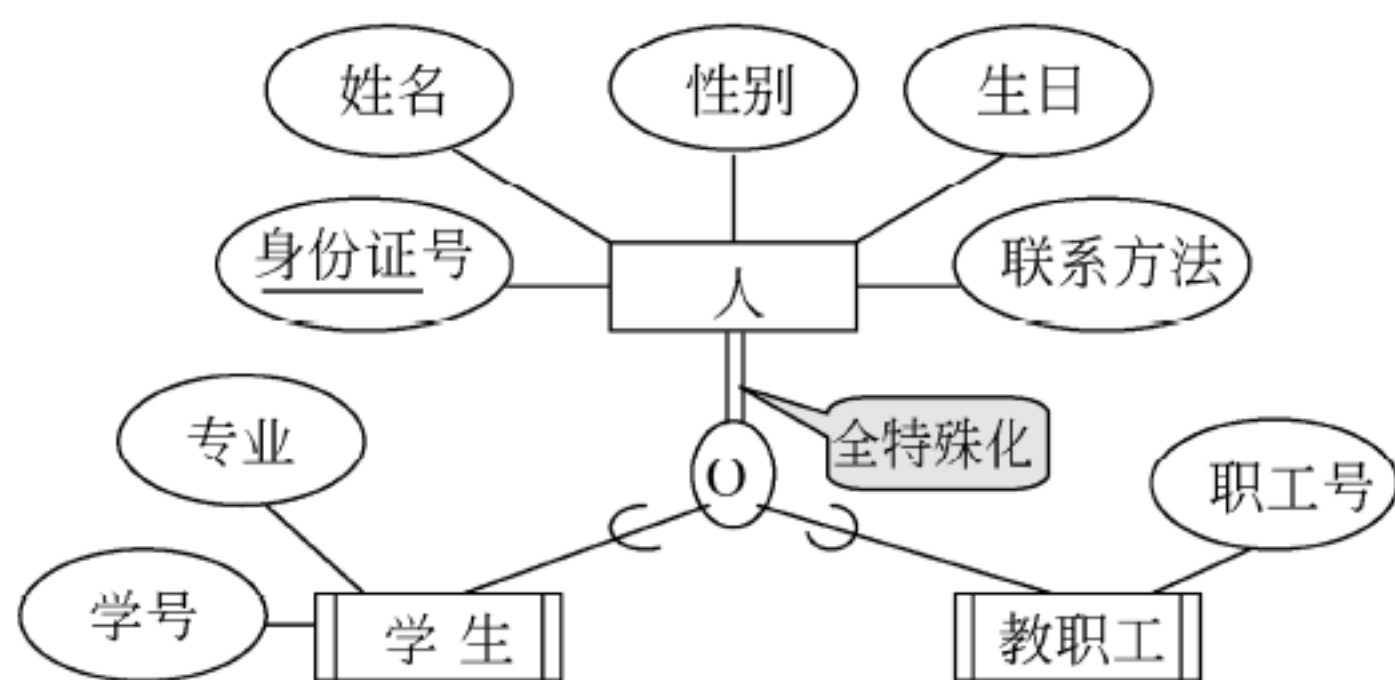 姓名
性别
生日
身份证号
人
联系方法
专业
全特殊化
O
职工号
学号
学生
教职工